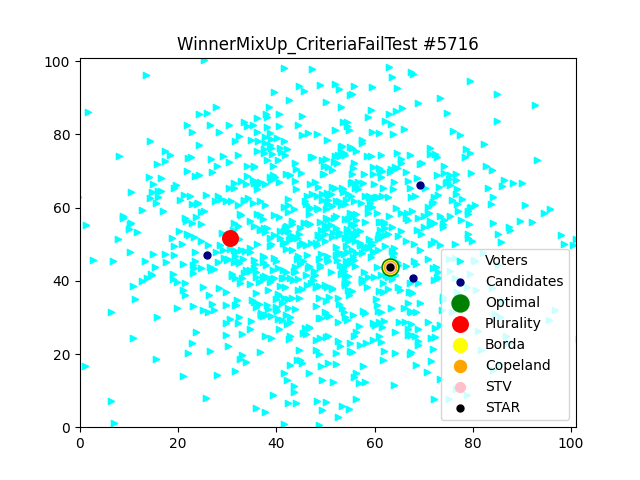 WinnerMixUp_CriteriaFailTest #5716
100
80
60
40
20
0
0
20
40
60
80
100
Voters
Candidates
Optimal
Plurality
Borda
Copeland
STV
STAR